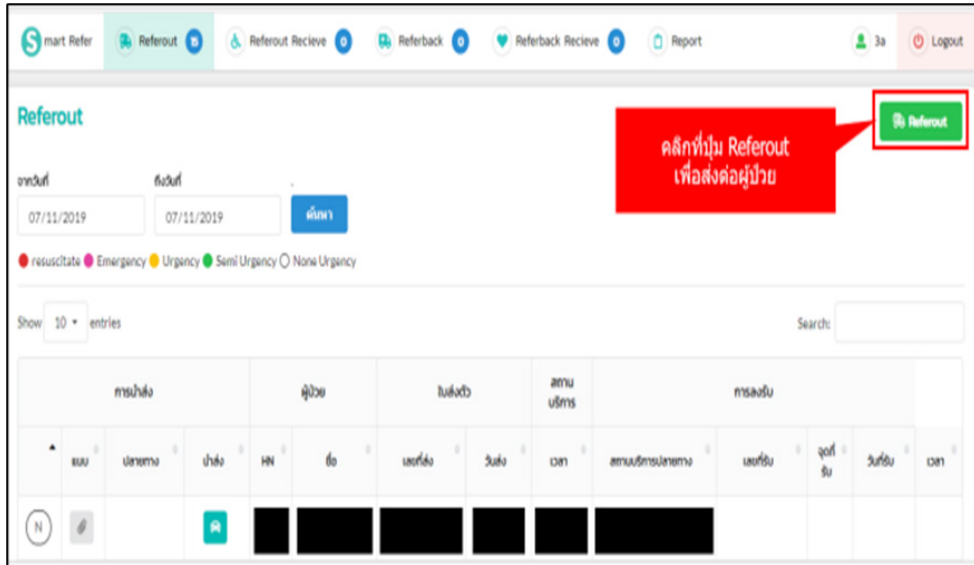 Smart Refer
Referout
Referout Recieve 0
Referback 0
Referback Recieve 0
Report
3a
Logout
Referout
Referout
คลิกที่ปุ่ม Referout
เพื่อส่งต่อผู้ป่วย
จากวันที่
ถึงวันที่
07/11/2019
07/11/2019
ค้นหา
resuscitate Emergency Urgency Semi Urgency None Urgency
Show 10 entries
Search:
การนำส่ง
ผู้ป่วย
ใบส่งตัว
สถาน
บริการ
การลงรับ
แบบ
ปลายทาง
นำส่ง
HN
ชื่อ
เลขที่ส่ง
วันส่ง
เวลา
สถานบริการปลายทาง
เลขที่รับ
จุดที่
รับ
วันที่รับ
เวลา
N